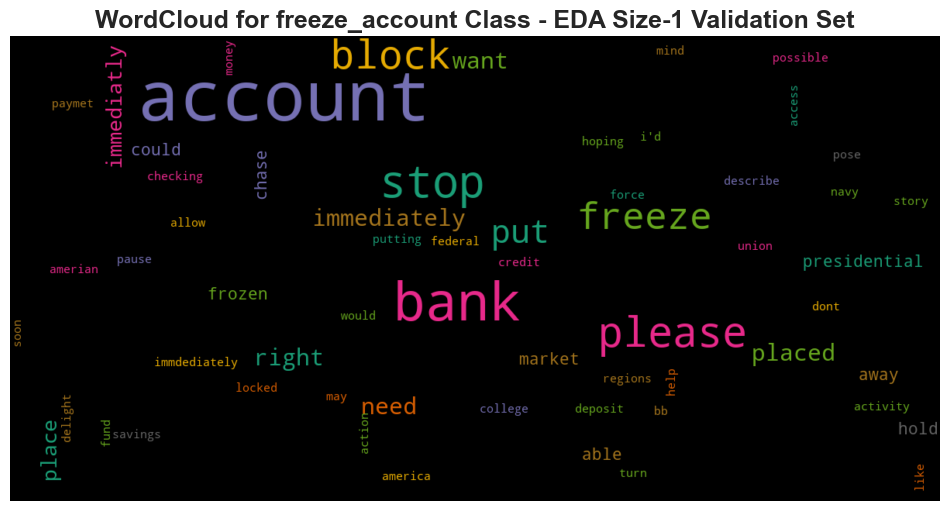 WordCloud for freeze_account Class - EDA Size-1 Validation Set
block
want
mind
possible
money
immediatly
account
paymet
access
could
chase
hoping
i'd
pose
checking
stop
describe
navy
story
force
allow
immediately
put
freeze
putting
federal
union
presidential
credit
amerian
pause
frozen
bank
would
dont
soon
please
placed
immdediately
right
market
away
locked
may
need
regions
help
college
deposit
bb
activity
delight
fund
savings
action
hold
place
able
america
turn
like